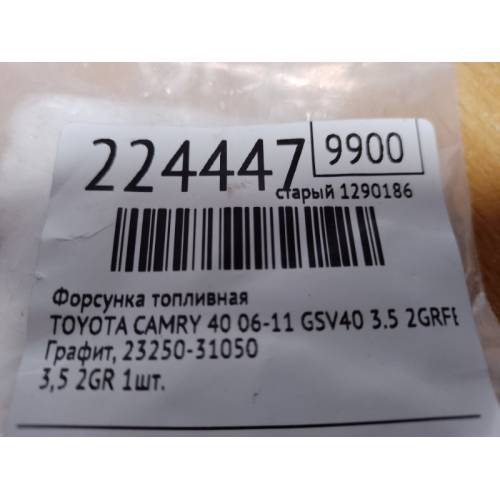 224447 9900
старый 1290186
Форсунка топливная
TOYOTA CAMRY 40 06-11 GSV40 3.5 2GRFE
Графит, 23250-31050
3,5 2GR 1шт.